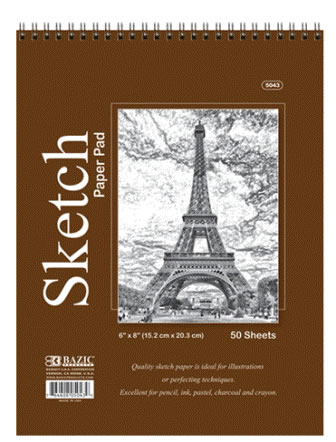 5043
Sketch
Paper Pad
6" x 8" (15.2 cm x 20.3 cm)
50 Sheets
BAZIC
Quality sketch paper is ideal for illustrations
or perfecting techniques.
Excellent for pencil, ink, pastel, charcoal and crayon.